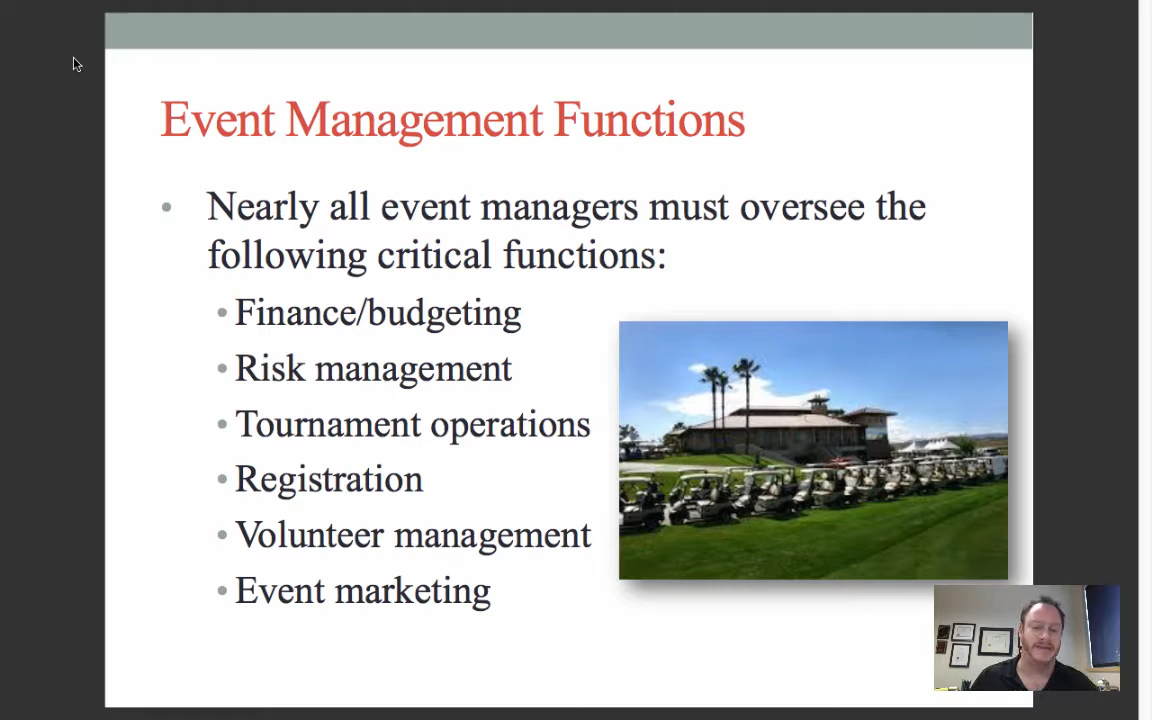 Event Management Functions
• Nearly all event managers must oversee the
following critical functions:
• Finance/budgeting
• Risk management
• Tournament operations
• Registration
• Volunteer management
• Event marketing